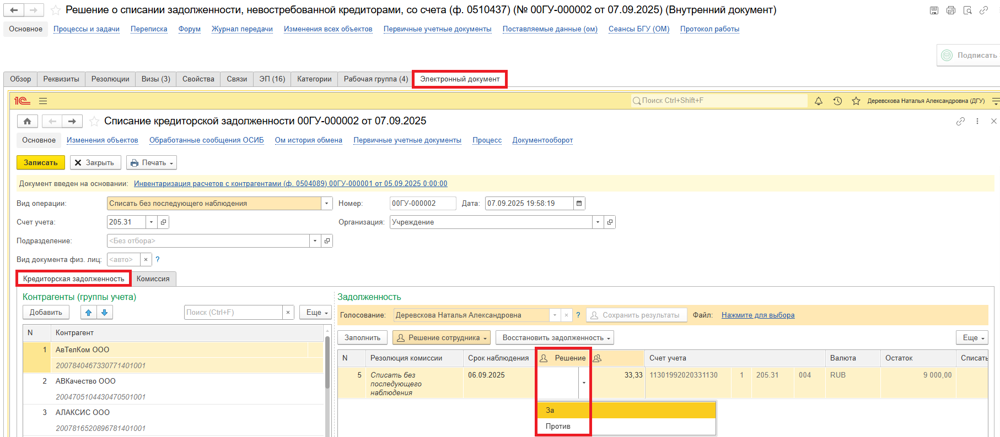 Решение о списании задолженности, невостребованной кредиторами, со счета (ф. 0510437) (№ 00ГУ-000002 от 07.09.2025) (Внутренний документ)
Основное Процессы и задачи Переписка Форум Журнал передачи Изменения всех объектов Первичные учетные документы Поставляемые данные (ом) Сеансы БГУ (ОМ) Протокол работы
Подписать
Обзор Реквизиты Резолюции Визы (3) Свойства Связи ЭП (16) Категории Рабочая группа (4) Электронный документ
1С Поиск Ctrl+Shift+F Деревскова Наталья Александровна (ДГУ)
Списание кредиторской задолженности 00ГУ-000002 от 07.09.2025
Основное Изменения объектов Обработанные сообщения ОСИБ Ом история обмена Первичные учетные документы Процесс Документооборот
Записать Закрыть Печать
Документ введен на основании: Инвентаризация расчетов с контрагентами (ф. 0504089) 00ГУ-000001 от 05.09.2025 0:00:00
Вид операции: Списать без последующего наблюдения Номер: 00ГУ-000002 Дата: 07.09.2025 19:58:19
Счет учета: 205.31 Организация: Учреждение
Подразделение: <Без отбора>
Вид документа физ. лиц: <авто> × ?
Кредиторская задолженность Комиссия
Контрагенты (группы учета) Задолженность
Добавить Поиск (Ctrl+F) × Еще
Голосование: Деревскова Наталья Александровна × ? Сохранить результаты Файл: Нажмите для выбора
Заполнить Решение сотрудника Восстановить задолженность Еще
N Контрагент
1 АвТелКом ООО
2007840467330771401001
2 АВКачество ООО
2004705104430470501001
3 АЛАКСИС ООО
2007816520896781401001
N Резолюция комиссии Срок наблюдения Решение Счет учета Валюта Остаток Списать
5 Списать без 06.09.2025 33,33 11301992020331130 1 205.31 004 RUB 9 000,00
последующего
наблюдения
За
Против